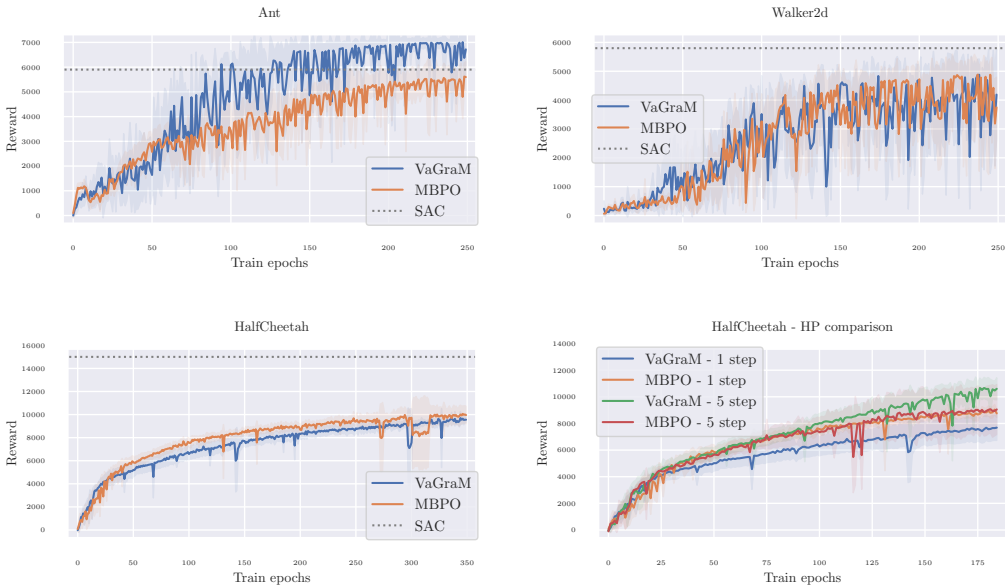 Ant
7000
6000
5000
4000
3000
2000
1000
0
Reward
0 50 100 150 200 250
Train epochs
VaGraM
MBPO
SAC
Walker2d
6000
5000
4000
3000
2000
1000
0
Reward
0 50 100 150 200 250
Train epochs
VaGraM
MBPO
SAC
HalfCheetah
16000
14000
12000
10000
8000
6000
4000
2000
0
Reward
0 50 100 150 200 250 300 350
Train epochs
VaGraM
MBPO
SAC
HalfCheetah - HP comparison
14000
12000
10000
8000
6000
4000
2000
0
Reward
0 25 50 75 100 125 150 175
Train epochs
VaGraM - 1 step
MBPO - 1 step
VaGraM - 5 step
MBPO - 5 step